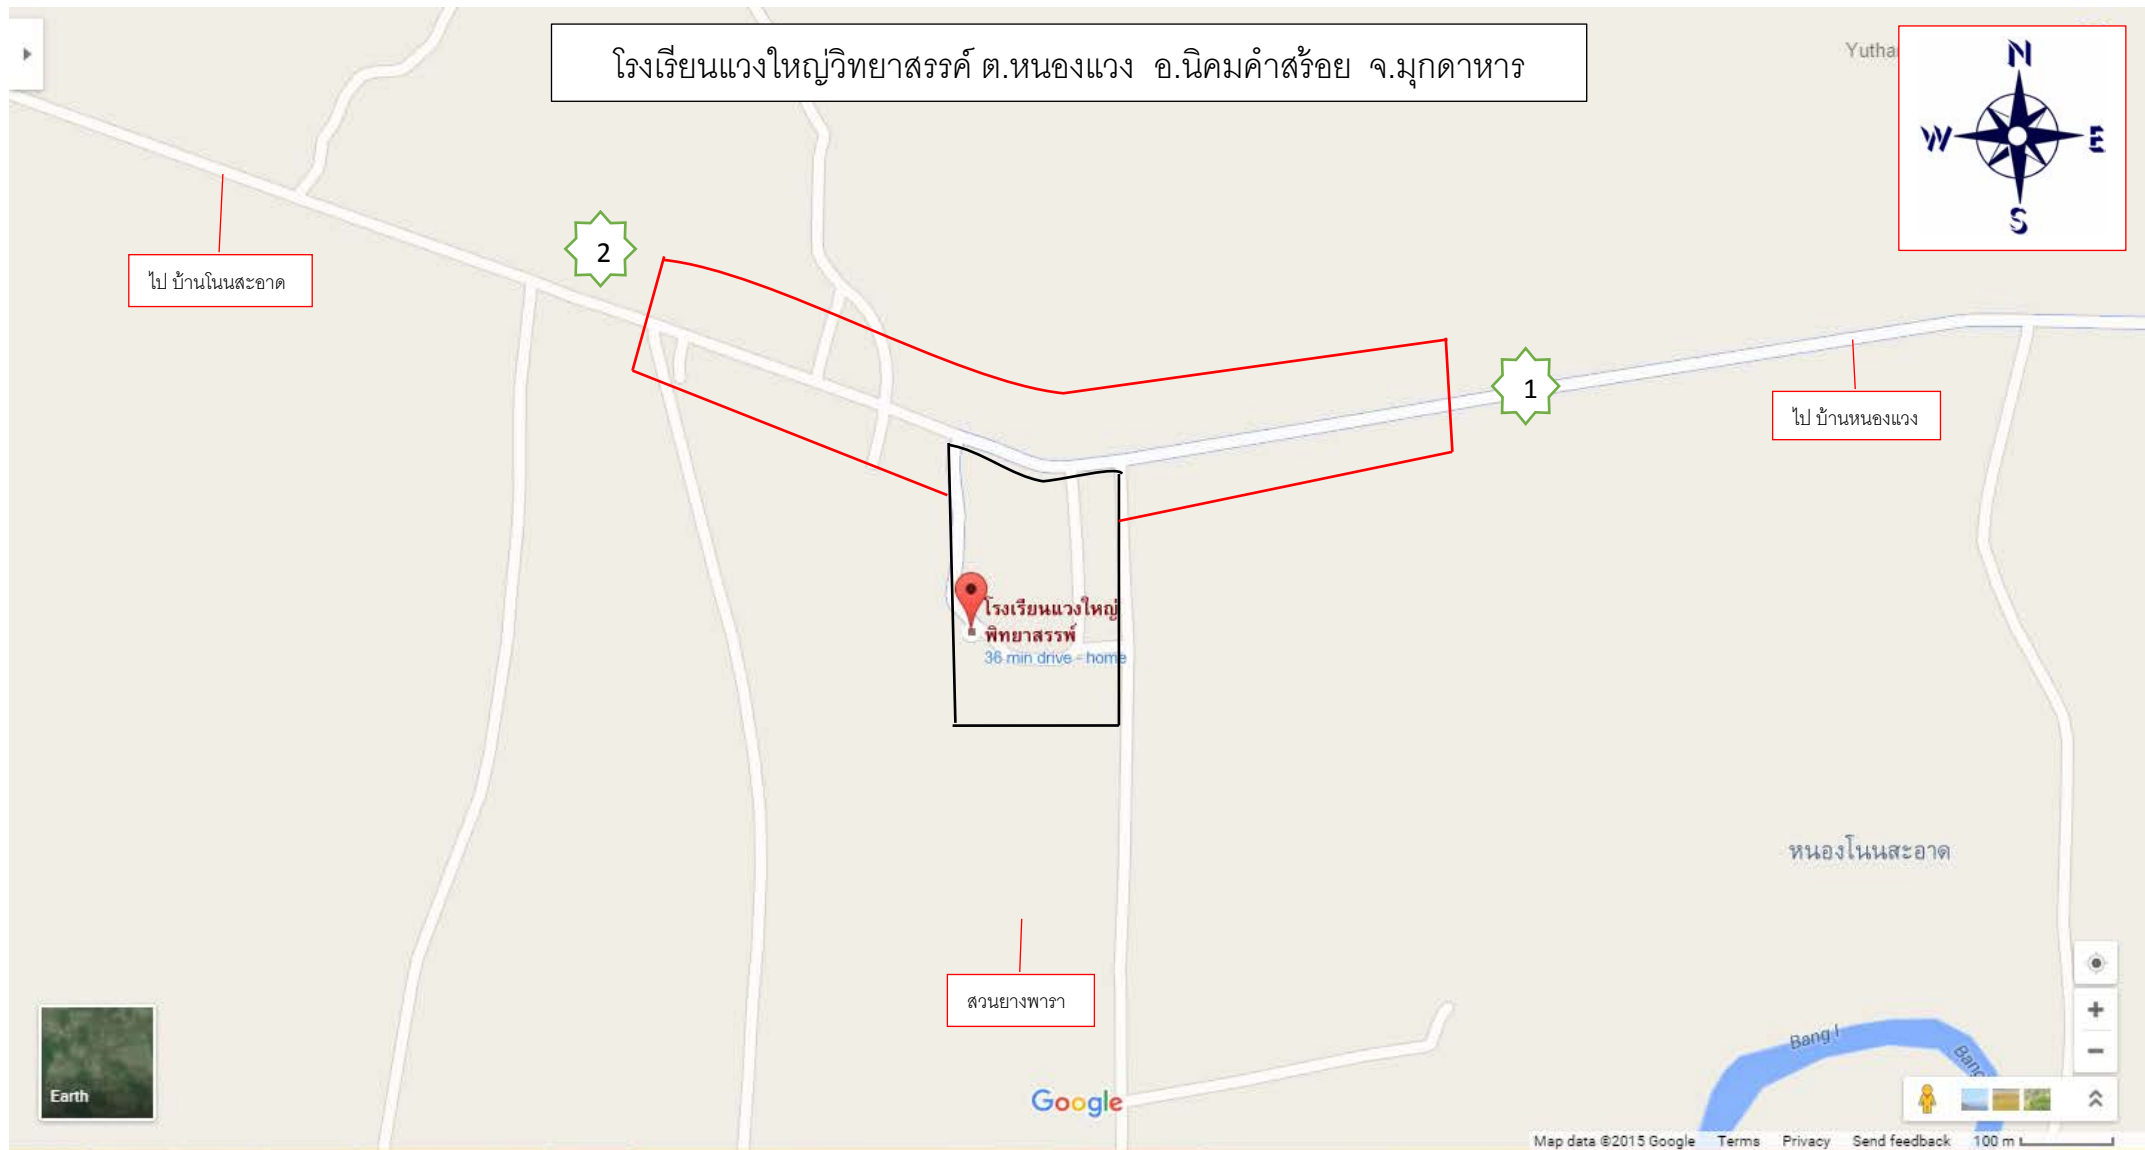 โรงเรียนแวงใหญ่วิทยาสรรค์ ต.หนองแวง อ.นิคมคำสร้อย จ.มุกดาหาร
N
W
E
S
2
ไป บ้านโนนสะอาด
1
ไป บ้านหนองแวง
โรงเรียนแวงใหญ่
พิทยาสรรพ์
36 min drive - home
หนองโนนสะอาด
สวนยางพารา
Bang I
Earth
Google
Map data ©2015 Google Terms Privacy Send feedback 100 m